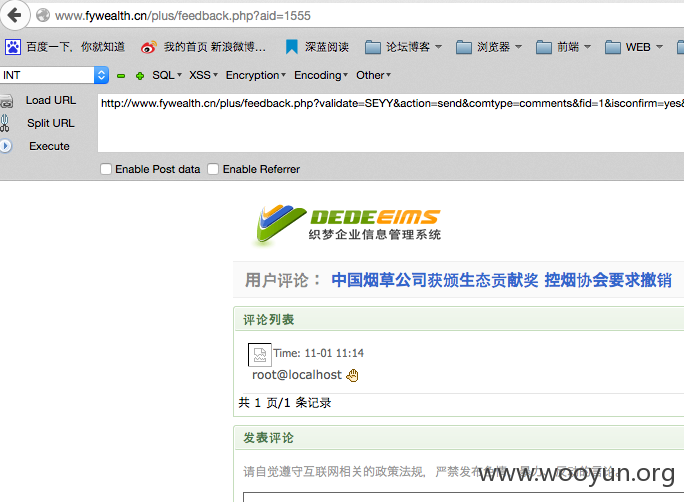 www.fywealth.cn/plus/feedback.php?aid=1555
百度一下，你就知道 我的首页 新浪微博... 深蓝阅读 论坛博客 浏览器 前端 WEB
INT SQL XSS Encryption Encoding Other
Load URL http://www.fywealth.cn/plus/feedback.php?validate=SEYY&action=send&comtype=comments&fid=1&isconfirm=yes&
Split URL
Execute
Enable Post data Enable Referrer
DEDEEIMS
织梦企业信息管理系统
用户评论： 中国烟草公司获颁生态贡献奖 控烟协会要求撤销
评论列表
Time: 11-01 11:14
root@localhost
共 1 页/1 条记录
发表评论
请自觉遵守互联网相关的政策法规，严禁发布
www.wooyun.org